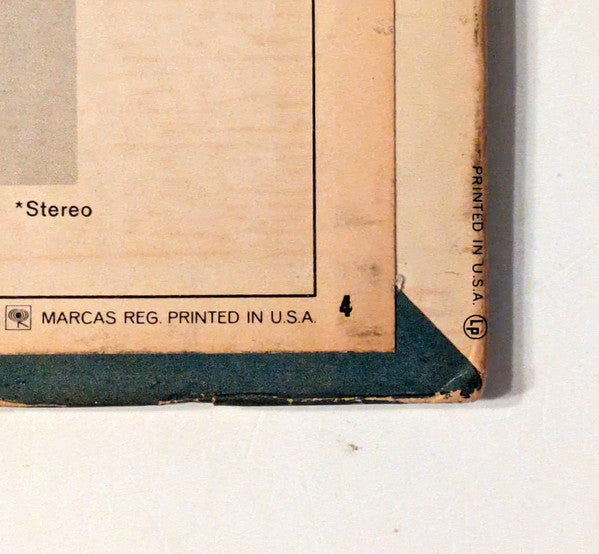 *Stereo
MARCAS REG. PRINTED IN U.S.A.
4
PRINTED IN U.S.A.
Lp